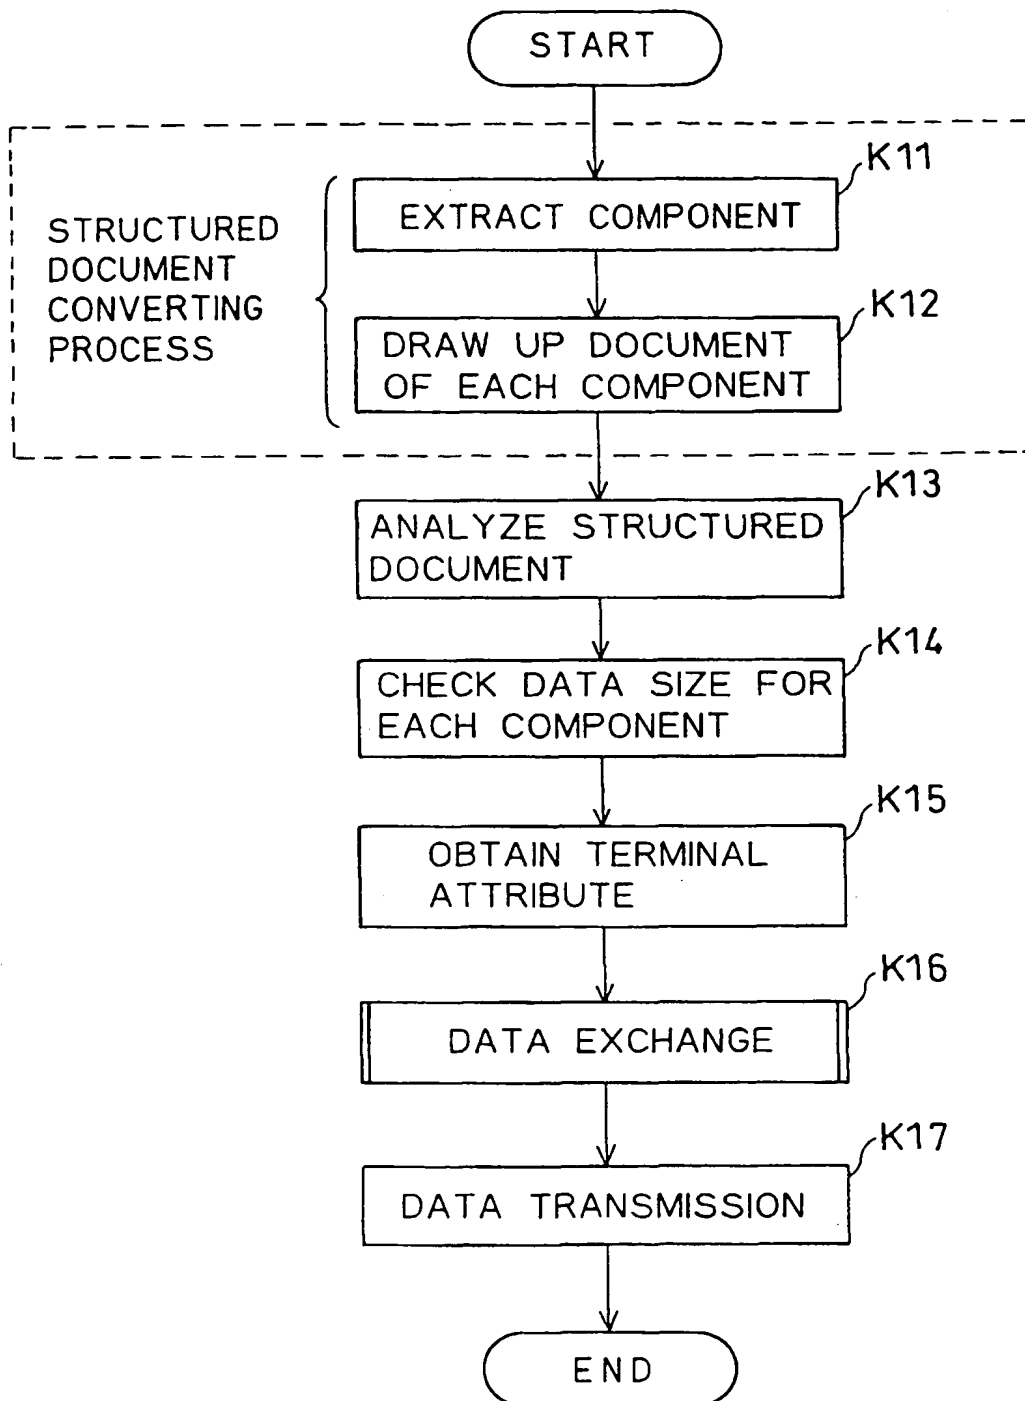 START
K11
EXTRACT COMPONENT
STRUCTURED
DOCUMENT
CONVERTING
PROCESS
K12
DRAW UP DOCUMENT
OF EACH COMPONENT
K13
ANALYZE STRUCTURED
DOCUMENT
K14
CHECK DATA SIZE FOR
EACH COMPONENT
K15
OBTAIN TERMINAL
ATTRIBUTE
K16
DATA EXCHANGE
K17
DATA TRANSMISSION
END